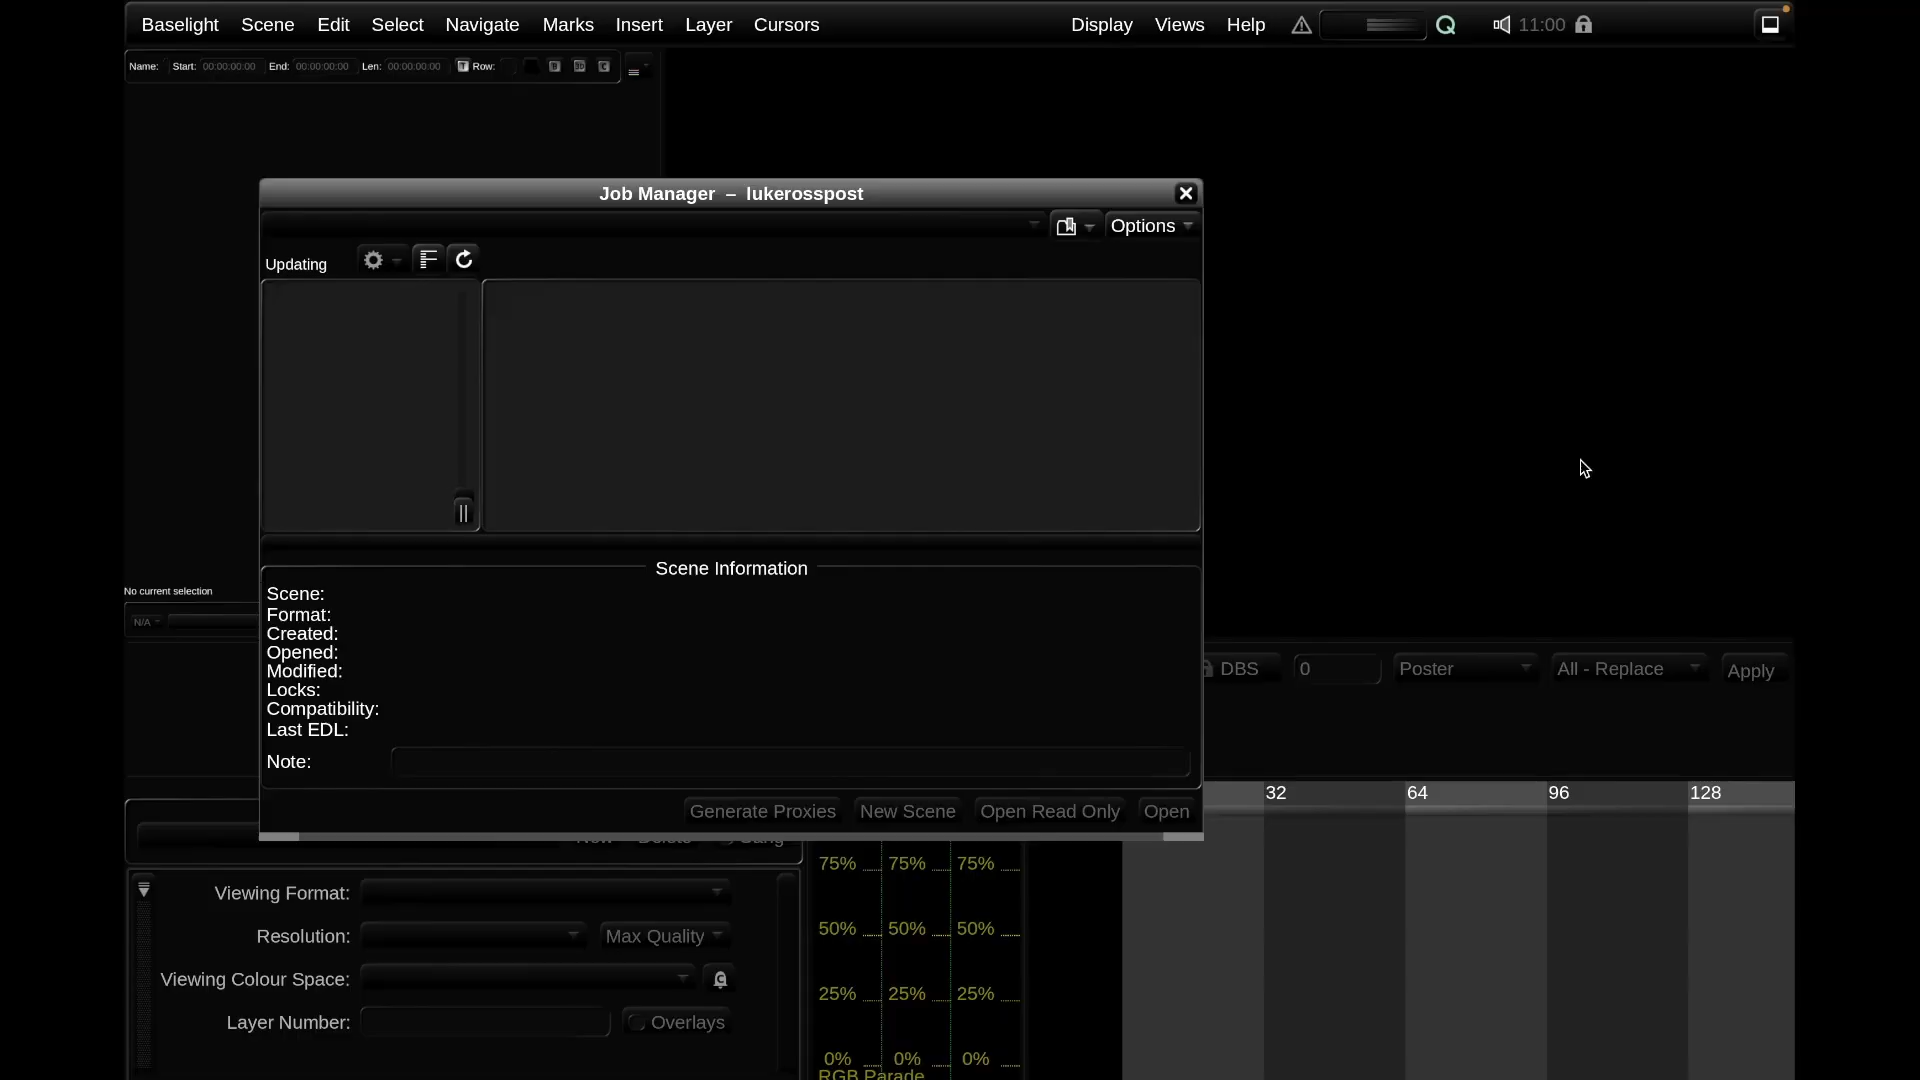 Baselight Scene Edit Select Navigate Marks Insert Layer Cursors Display Views Help 11:00
Name: Start: 00:00:00:00 End: 00:00:00:00 Len: 00:00:00:00 Row:
Job Manager – lukerosspost
Options
Updating
Scene Information
Scene:
Format:
Created:
Opened:
Modified:
Locks:
Compatibility:
Last EDL:
Note:
Generate Proxies New Scene Open Read Only Open
No current selection
N/A
DBS 0 Poster All - Replace Apply
32 64 96 128
New Delete Gang
Viewing Format:
Resolution: Max Quality
Viewing Colour Space:
Layer Number: Overlays
75% 75% 75%
50% 50% 50%
25% 25% 25%
0% 0% 0%
RGB Parade